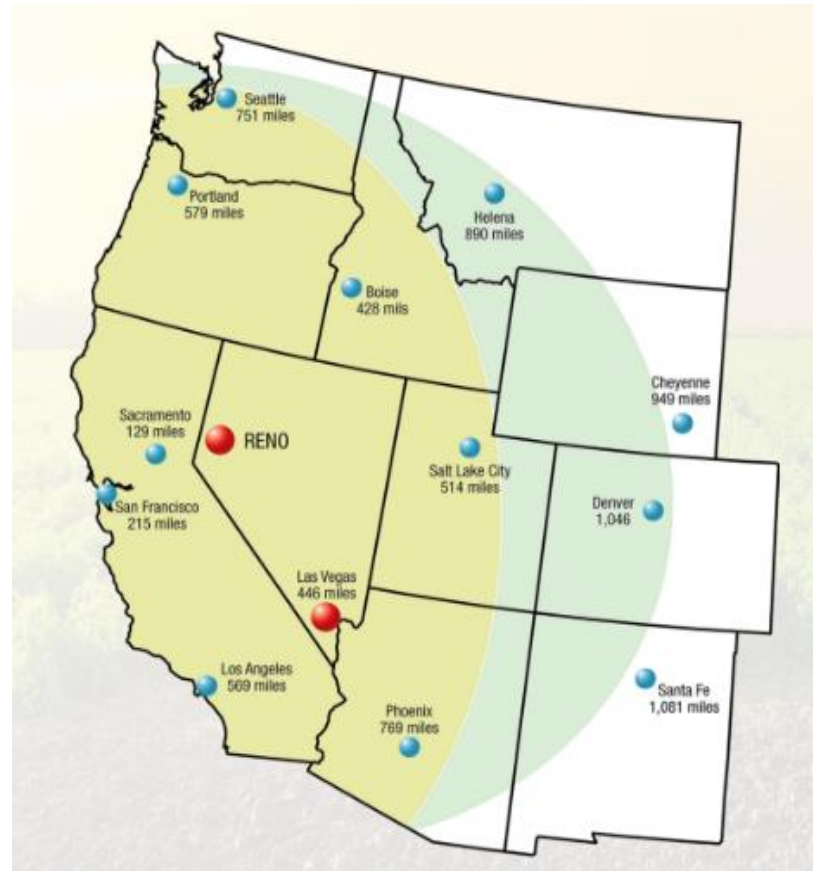 Seattle
751 miles
Portland
579 miles
Helena
890 miles
Boise
428 mils
Cheyenne
949 miles
Sacramento
129 miles
RENO
Salt Lake City
514 miles
San Francisco
215 miles
Denver
1,046
Las Vegas
446 miles
Los Angeles
569 miles
Santa Fe
1,081 miles
Phoenix
769 miles